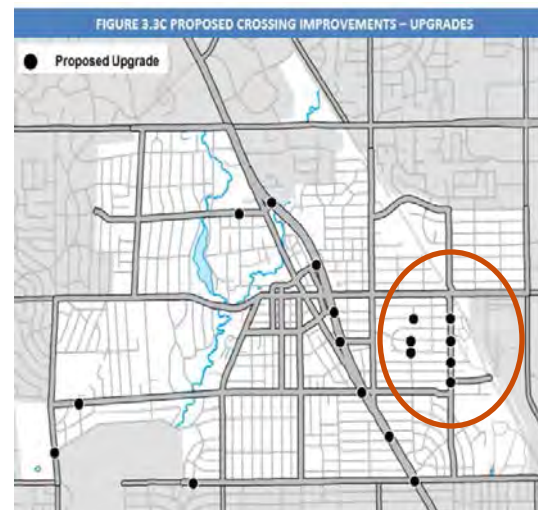 FIGURE 3.3C PROPOSED CROSSING IMPROVEMENTS – UPGRADES
Proposed Upgrade